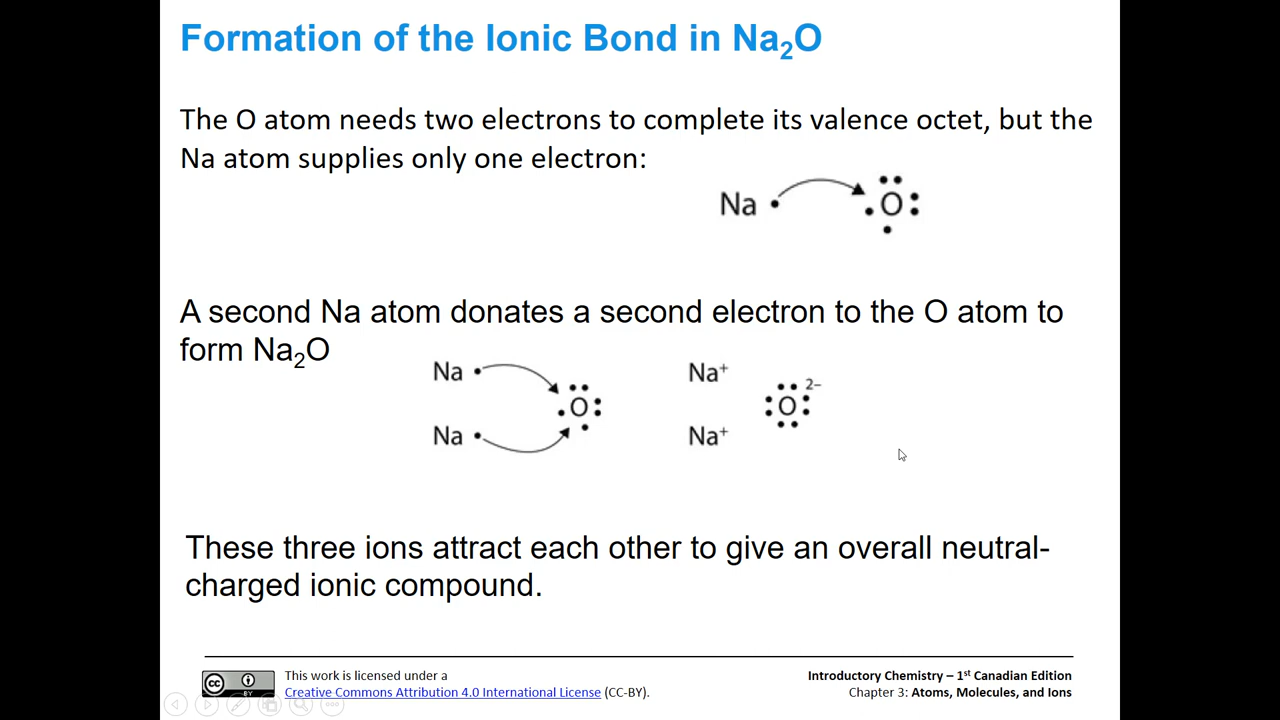 Formation of the Ionic Bond in Na₂O
The O atom needs two electrons to complete its valence octet, but the
Na atom supplies only one electron:
Na O
A second Na atom donates a second electron to the O atom to
form Na₂O
Na Na⁺
O O ²⁻
Na Na⁺
These three ions attract each other to give an overall neutral-
charged ionic compound.
cc BY
This work is licensed under a
Creative Commons Attribution 4.0 International License (CC-BY).
Introductory Chemistry – 1ˢᵗ Canadian Edition
Chapter 3: Atoms, Molecules, and Ions